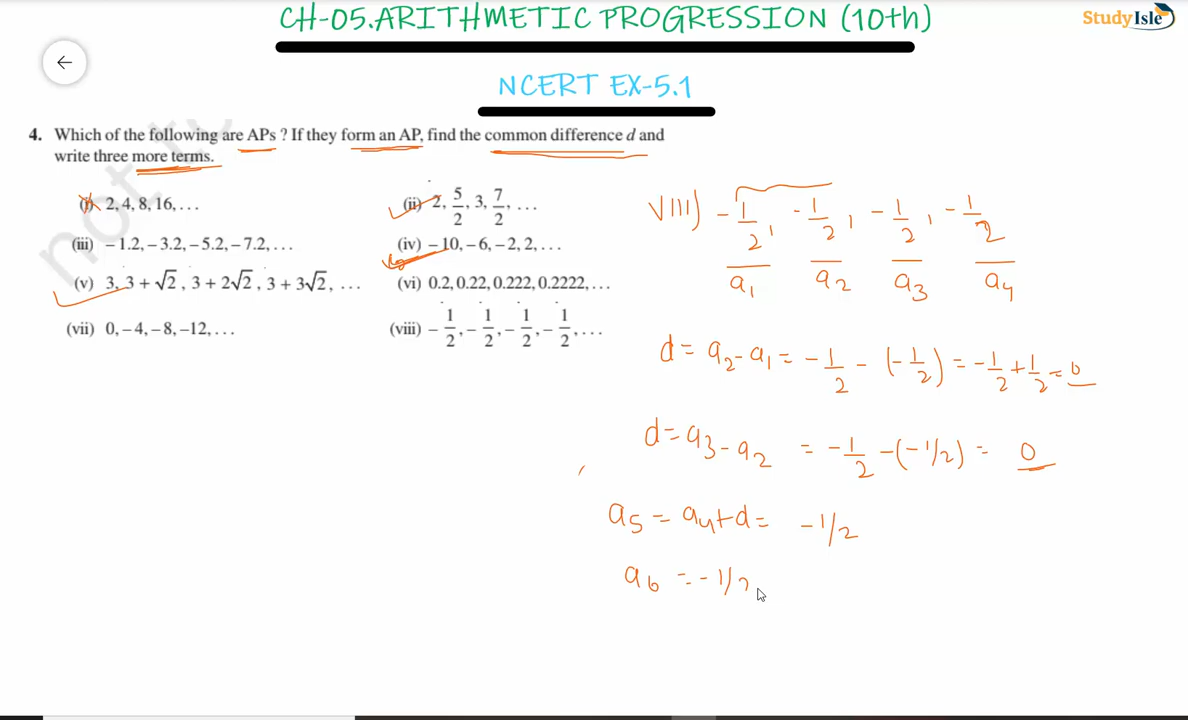 CH-05.ARITHMETIC PROGRESSION (10th)
StudyIsle
NCERT EX-5.1
4. Which of the following are APs ? If they form an AP, find the common difference d and
write three more terms.
(i) 2, 4, 8, 16, . . .
(ii) 2, 5/2, 3, 7/2, . . .
(iii) – 1.2, – 3.2, – 5.2, – 7.2, . . .
(iv) – 10, – 6, – 2, 2, . . .
(v) 3, 3 + √2, 3 + 2√2, 3 + 3√2, . . .
(vi) 0.2, 0.22, 0.222, 0.2222, . . .
(vii) 0, – 4, – 8, –12, . . .
(viii) – 1/2, – 1/2, – 1/2, – 1/2, . . .
VIII) - 1/2, - 1/2, - 1/2, - 1/2
a1 a2 a3 a4
d = a2 - a1 = - 1/2 - (- 1/2) = - 1/2 + 1/2 = 0
d = a3 - a2 = - 1/2 - (- 1/2) = 0
a5 = a4 + d = - 1/2
a6 = - 1/2
not